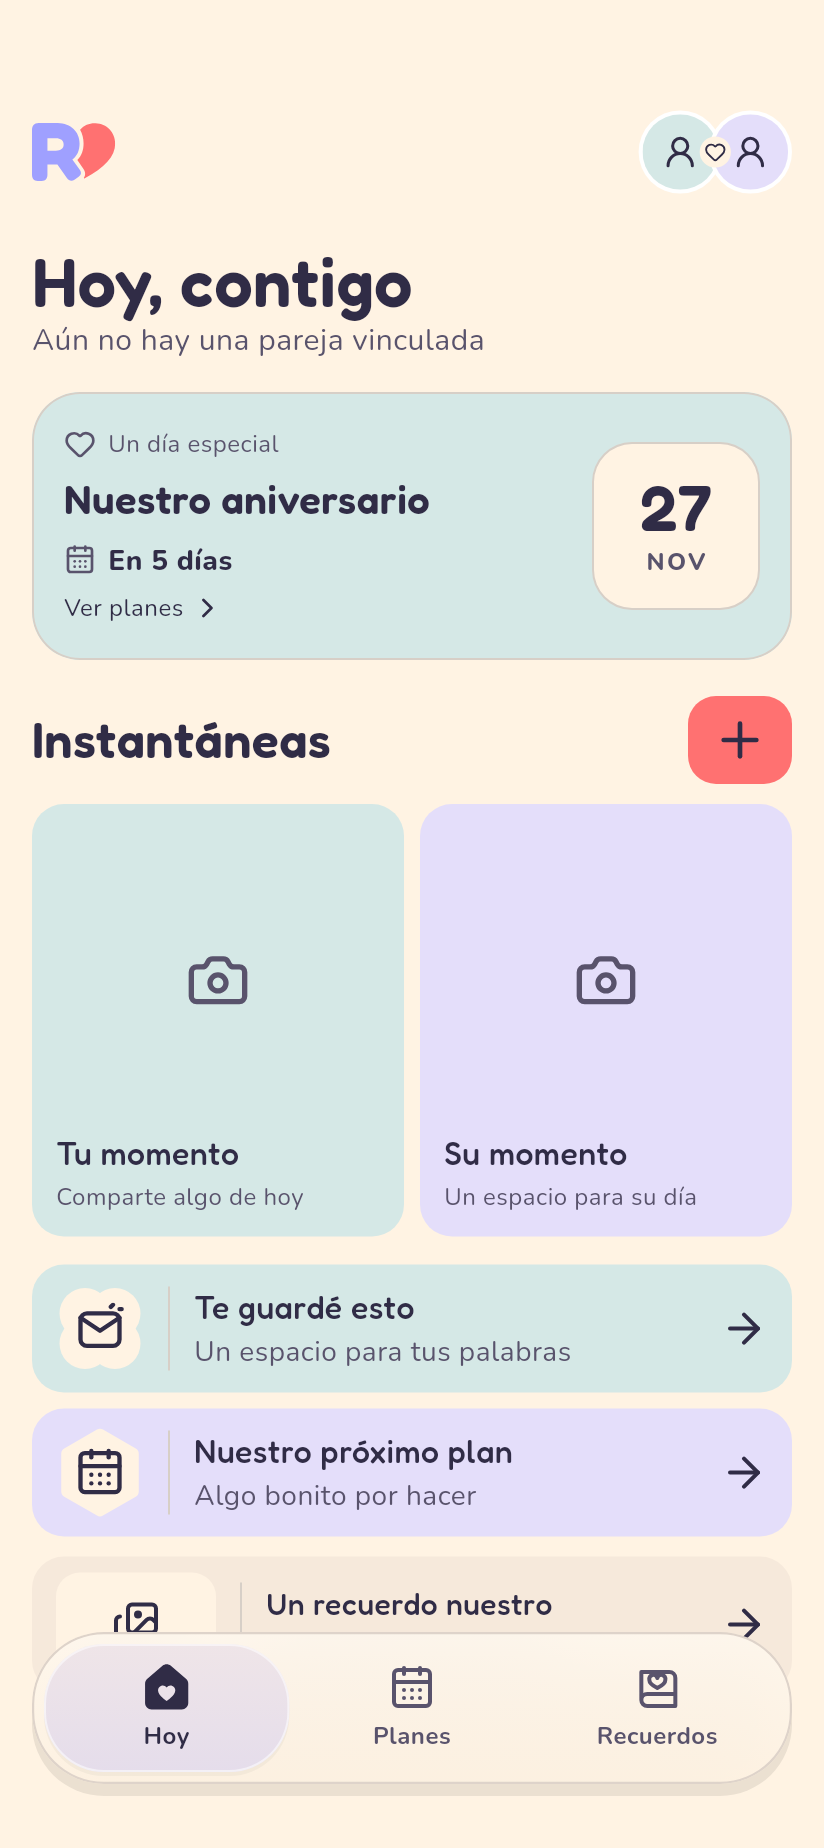 R
Hoy, contigo
Aún no hay una pareja vinculada
Un día especial
Nuestro aniversario
En 5 días
Ver planes
27
NOV
Instantáneas
Tu momento
Comparte algo de hoy
Su momento
Un espacio para su día
Te guardé esto
Un espacio para tus palabras
Nuestro próximo plan
Algo bonito por hacer
Un recuerdo nuestro
Hoy
Planes
Recuerdos